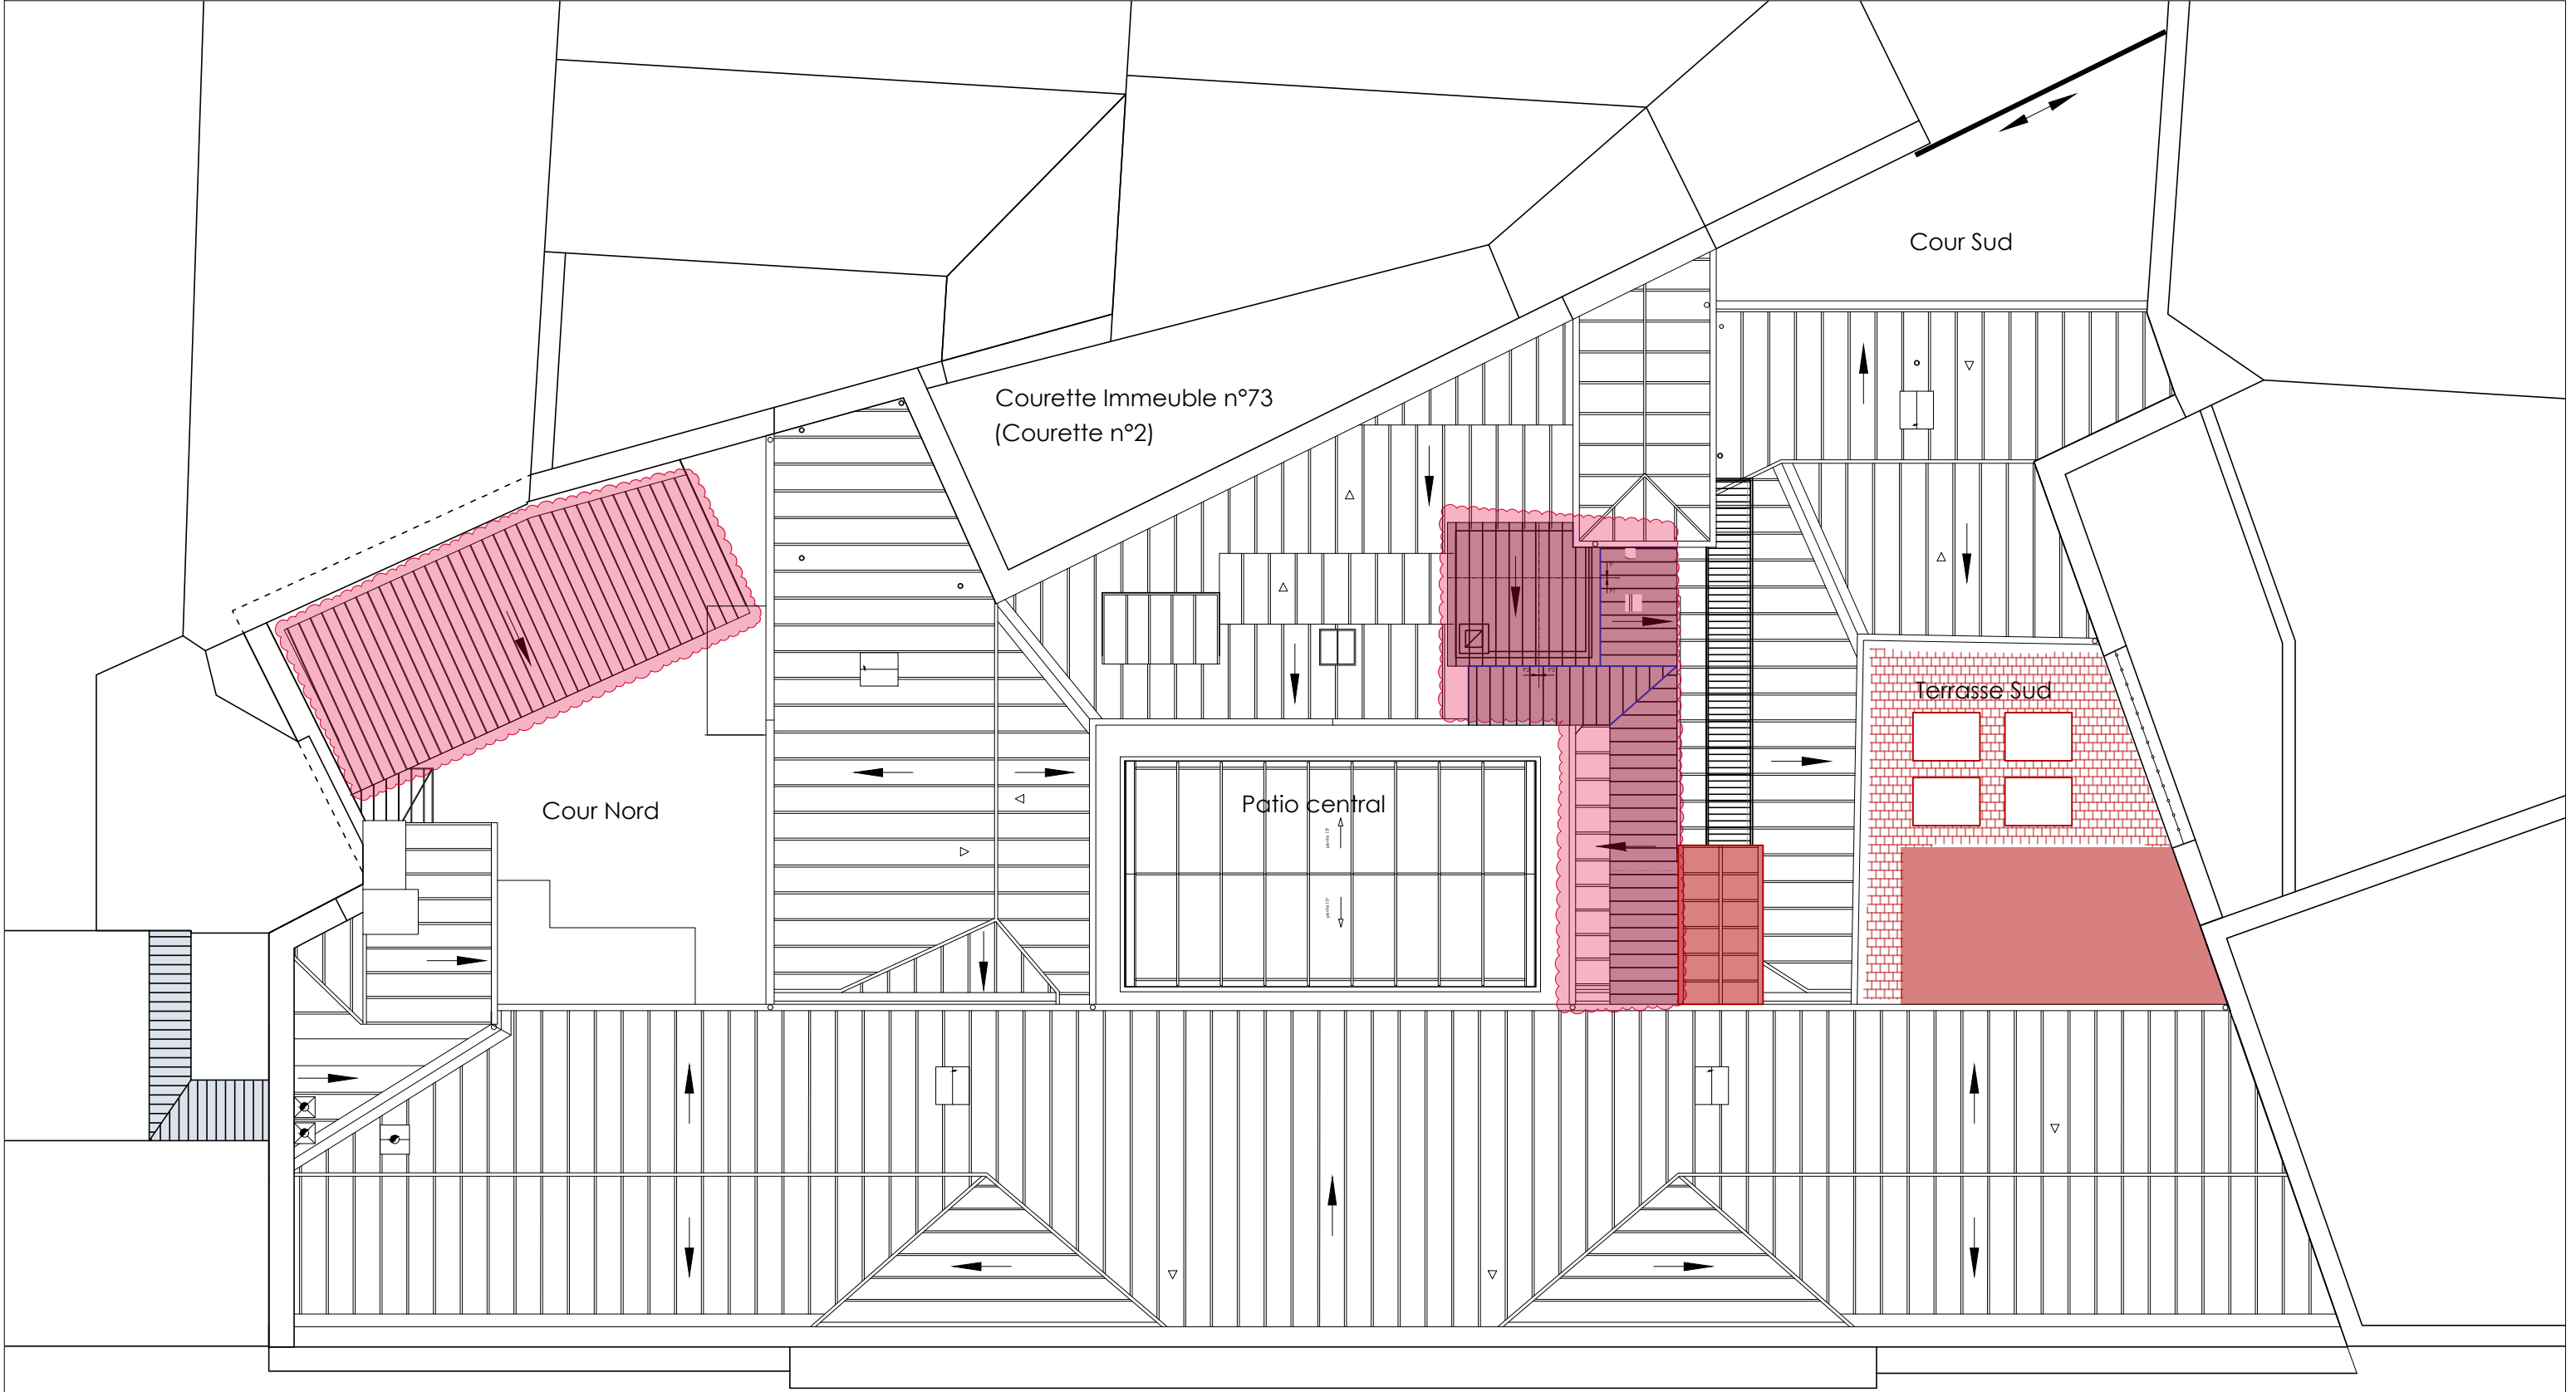 Cour Sud
Courette Immeuble n°73
(Courette n°2)
Terrasse Sud
Cour Nord
Patio central